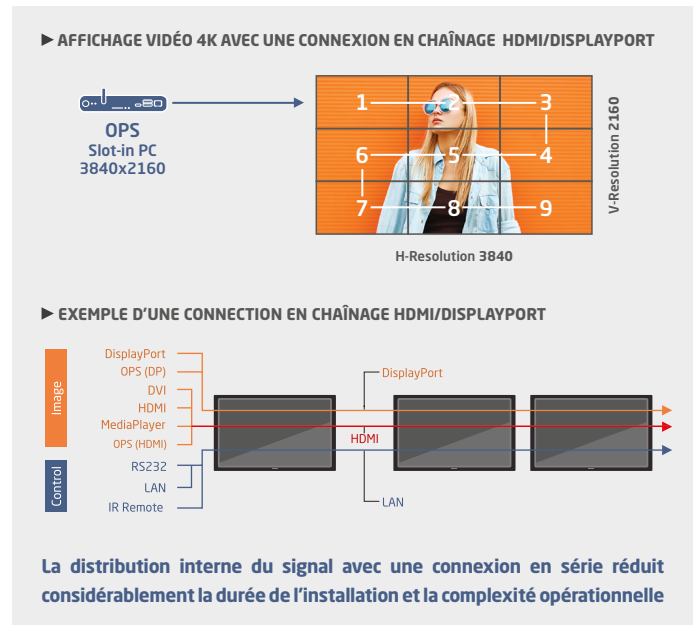 ► AFFICHAGE VIDÉO 4K AVEC UNE CONNEXION EN CHAÎNAGE HDMI/DISPLAYPORT
OPS
Slot-in PC
3840x2160
1 2 3
6 5 4
7 8 9
V-Resolution 2160
H-Resolution 3840
► EXEMPLE D'UNE CONNECTION EN CHAÎNAGE HDMI/DISPLAYPORT
Image
DisplayPort
OPS (DP)
DVI
HDMI
MediaPlayer
OPS (HDMI)
Control
RS232
LAN
IR Remote
DisplayPort
HDMI
LAN
La distribution interne du signal avec une connexion en série réduit
considérablement la durée de l'installation et la complexité opérationnelle